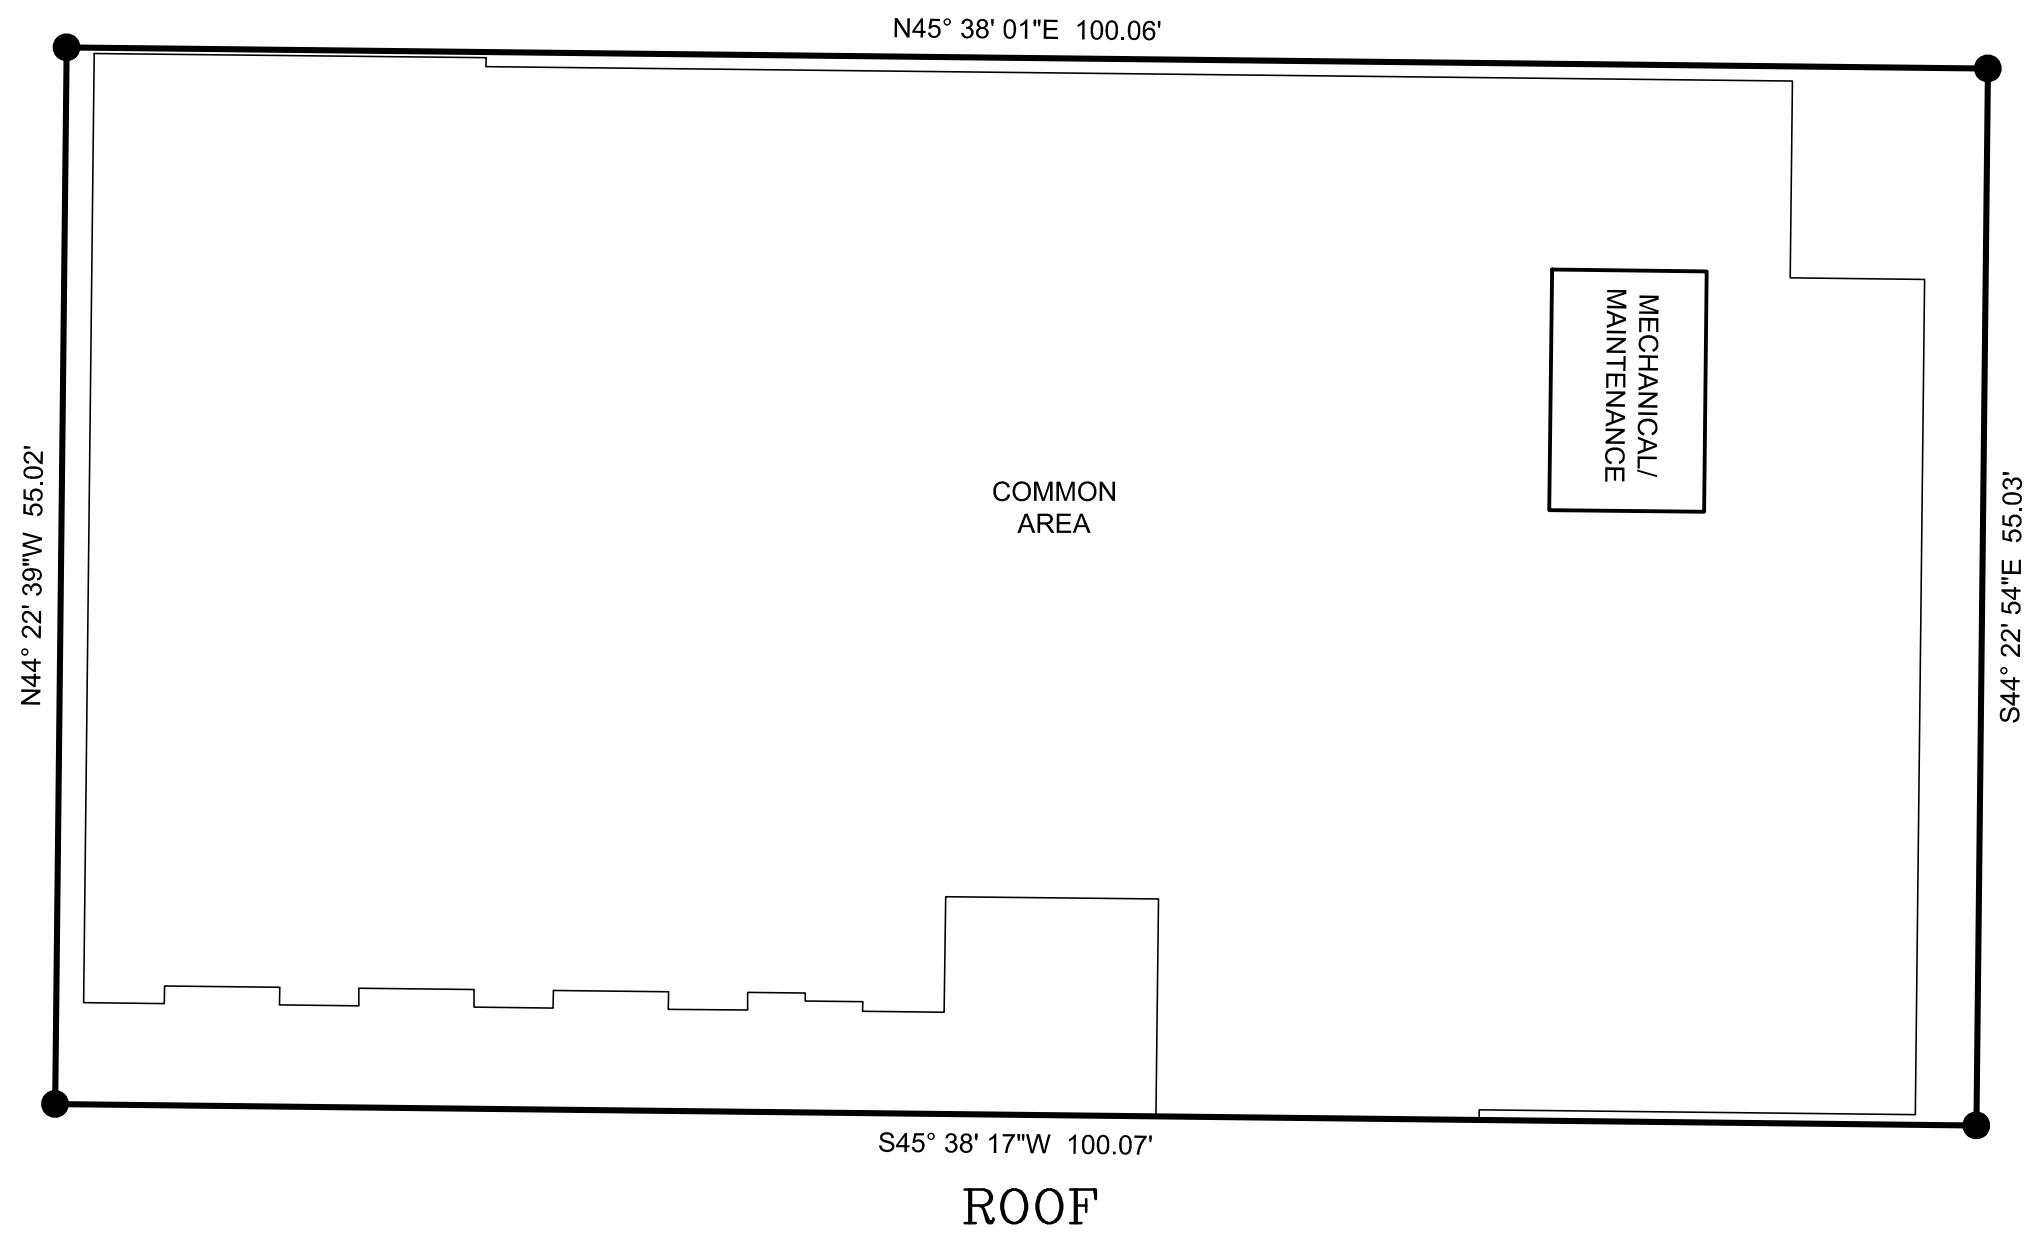 N45° 38' 01"E  100.06'
N44° 22' 39"W  55.02'
MECHANICAL/
MAINTENANCE
COMMON
AREA
S44° 22' 54"E  55.03'
S45° 38' 17"W  100.07'
ROOF